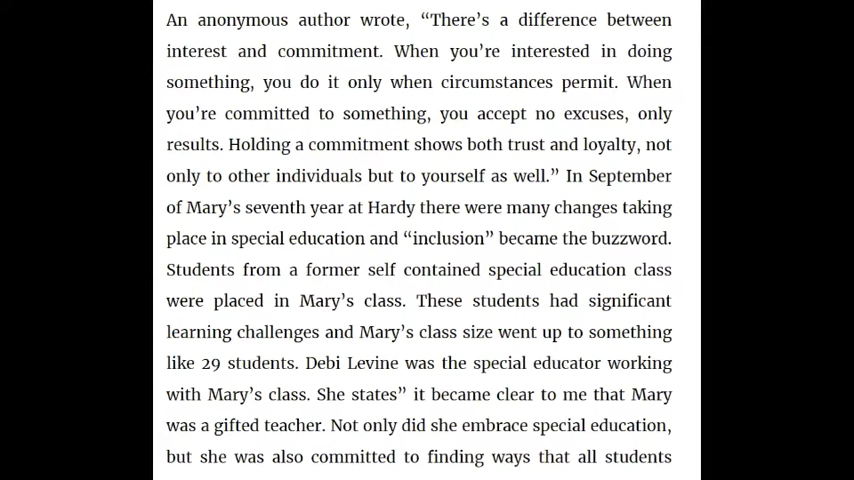 An anonymous author wrote, “There’s a difference between
interest and commitment. When you’re interested in doing
something, you do it only when circumstances permit. When
you’re committed to something, you accept no excuses, only
results. Holding a commitment shows both trust and loyalty, not
only to other individuals but to yourself as well.” In September
of Mary’s seventh year at Hardy there were many changes taking
place in special education and “inclusion” became the buzzword.
Students from a former self contained special education class
were placed in Mary’s class. These students had significant
learning challenges and Mary’s class size went up to something
like 29 students. Debi Levine was the special educator working
with Mary’s class. She states” it became clear to me that Mary
was a gifted teacher. Not only did she embrace special education,
but she was also committed to finding ways that all students